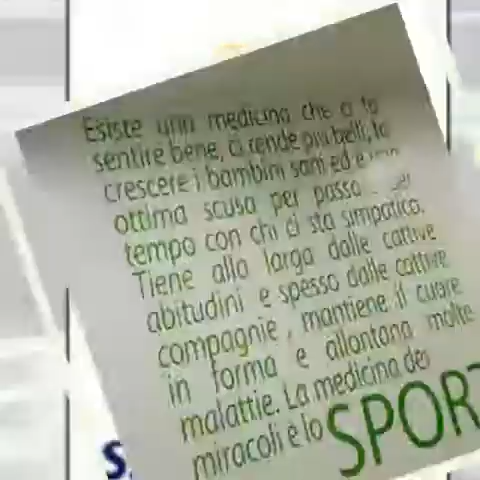 Esiste una medicina che ci fa
sentire bene, ci rende più belli, fa
crescere i bambini sani ed è
ottima scusa per passa
tempo con chi ci sta simpatico.
Tiene alla larga dalle cattive
abitudini e spesso dalle cattive
compagnie, mantiene il cuore
in forma e allontana molte
malattie. La medicina dei
miracoli è lo SPORT
S.